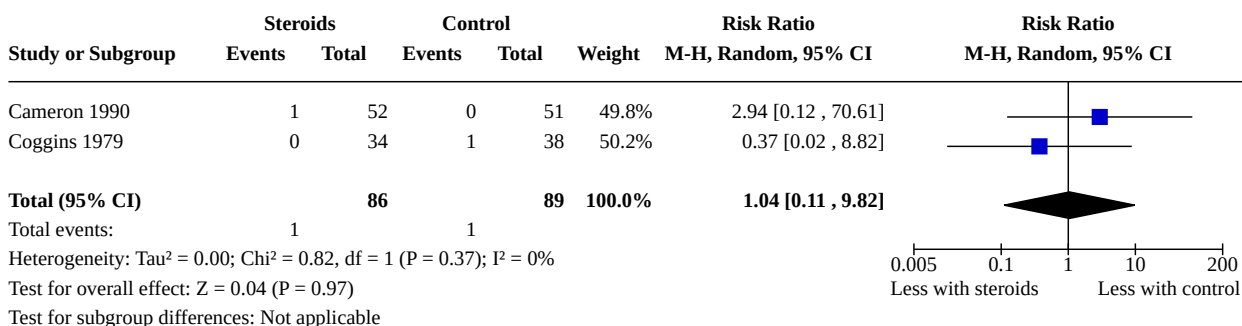 Steroids Control Risk Ratio Risk Ratio
Study or Subgroup Events Total Events Total Weight M-H, Random, 95% CI M-H, Random, 95% CI
Cameron 1990 1 52 0 51 49.8% 2.94 [0.12 , 70.61]
Coggins 1979 0 34 1 38 50.2% 0.37 [0.02 , 8.82]
Total (95% CI) 86 89 100.0% 1.04 [0.11 , 9.82]
Total events: 1 1
Heterogeneity: Tau² = 0.00; Chi² = 0.82, df = 1 (P = 0.37); I² = 0%
0.005 0.1 1 10 200
Test for overall effect: Z = 0.04 (P = 0.97)
Less with steroids Less with control
Test for subgroup differences: Not applicable